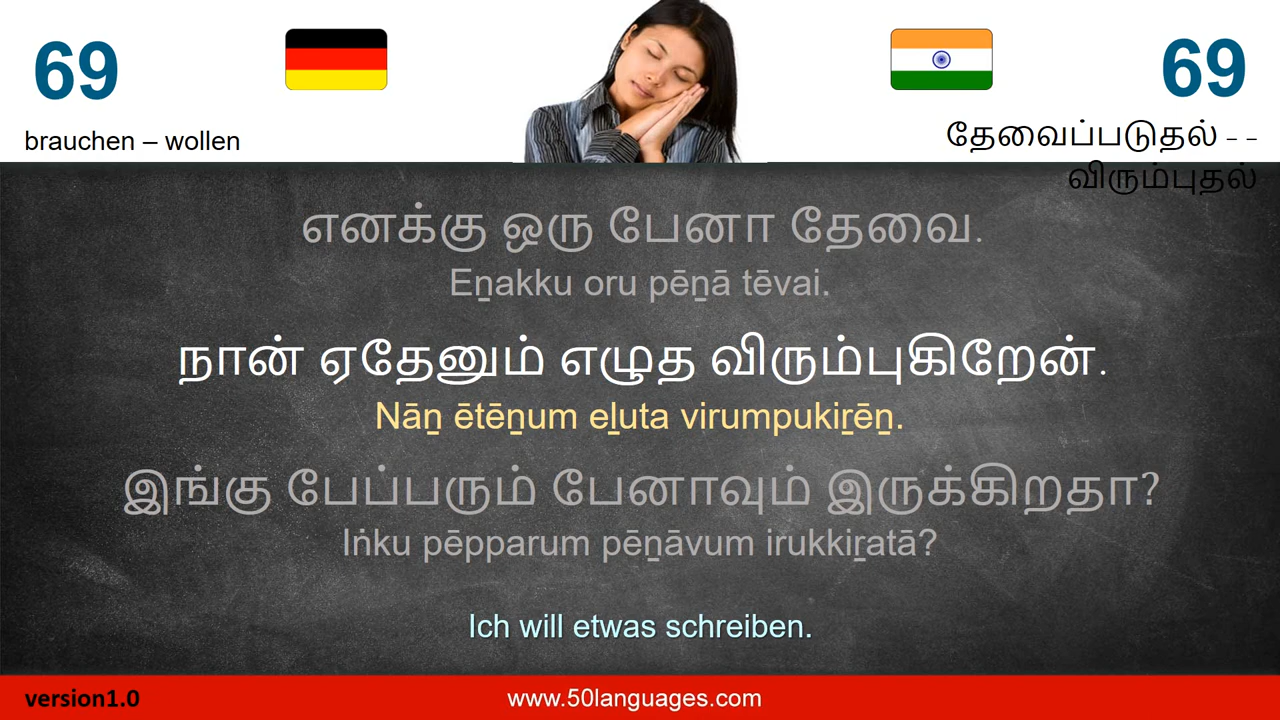 69
69
brauchen – wollen
தேவைப்படுதல் – –
விரும்புதல்
எனக்கு ஒரு பேனா தேவை.
Eṉakku oru pēṉā tēvai.
நான் ஏதேனும் எழுத விரும்புகிறேன்.
Nāṉ ētēṉum eḻuta virumpukiṟēṉ.
இங்கு பேப்பரும் பேனாவும் இருக்கிறதா?
Iṅku pēpparum pēṉāvum irukkiṟatā?
Ich will etwas schreiben.
version1.0
www.50languages.com